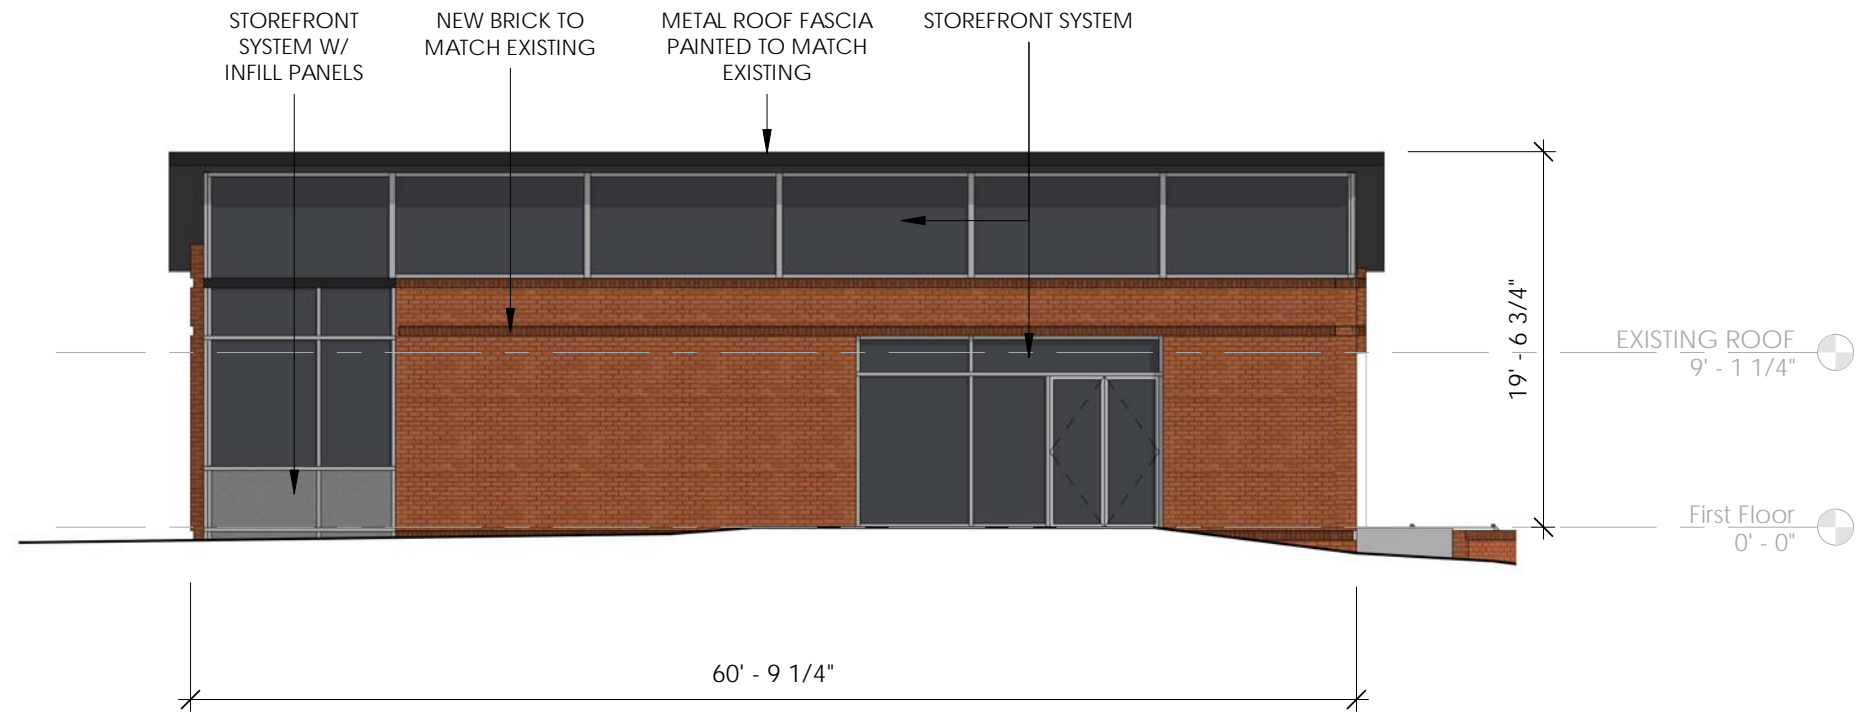 STOREFRONT
SYSTEM W/
INFILL PANELS
NEW BRICK TO
MATCH EXISTING
METAL ROOF FASCIA
PAINTED TO MATCH
EXISTING
STOREFRONT SYSTEM
19' - 6 3/4"
EXISTING ROOF
9' - 1 1/4"
First Floor
0' - 0"
60' - 9 1/4"